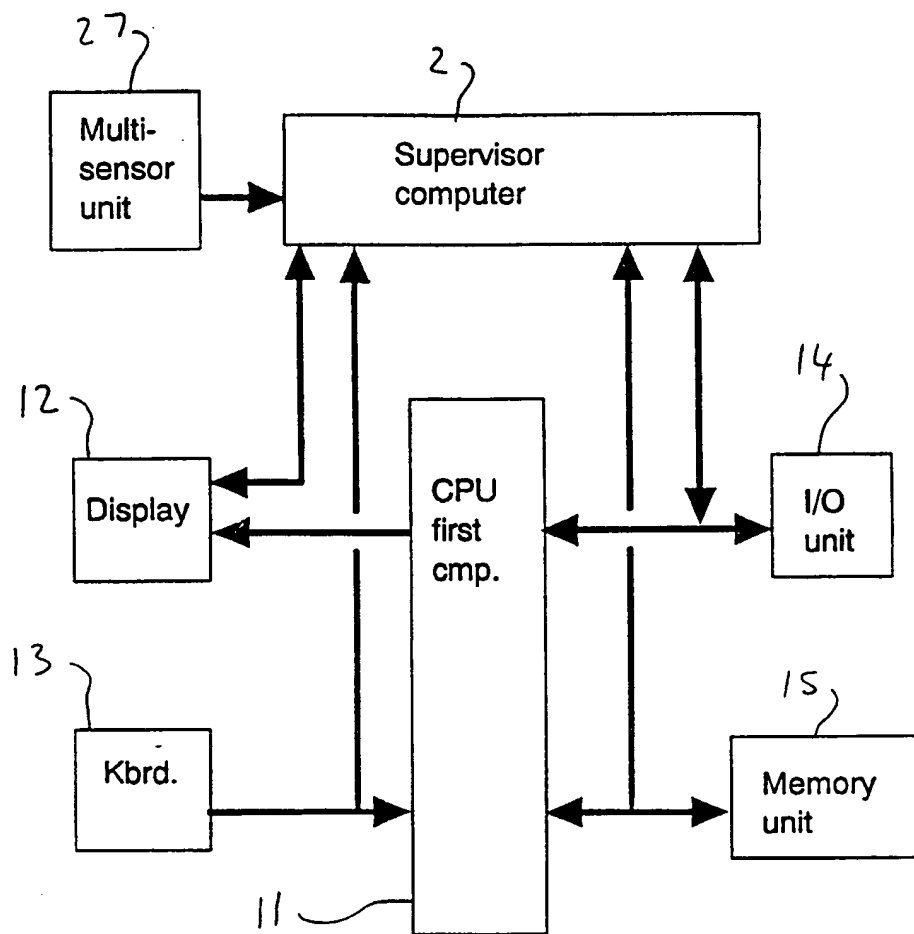 27
2
Multi-
sensor
unit
Supervisor
computer
12
14
Display
CPU
first
cmp.
I/O
unit
13
15
Kbrd.
Memory
unit
11